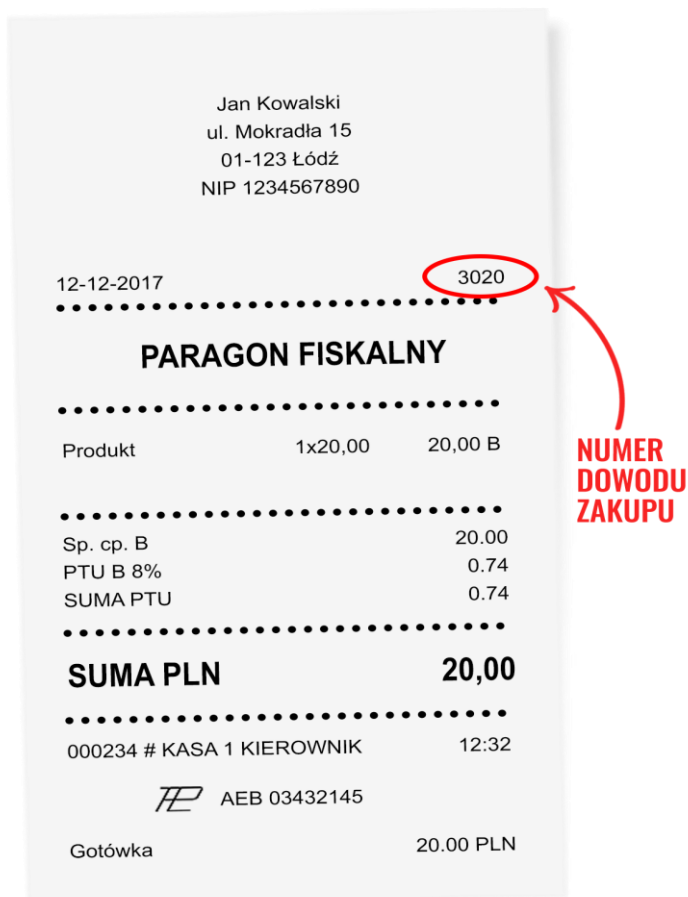 Jan Kowalski
ul. Mokradła 15
01-123 Łódź
NIP 1234567890
12-12-2017 3020
PARAGON FISKALNY
Produkt 1x20,00 20,00 B
NUMER
DOWODU
ZAKUPU
Sp. cp. B 20.00
PTU B 8% 0.74
SUMA PTU 0.74
SUMA PLN 20,00
000234 # KASA 1 KIEROWNIK 12:32
AEB 03432145
Gotówka 20.00 PLN